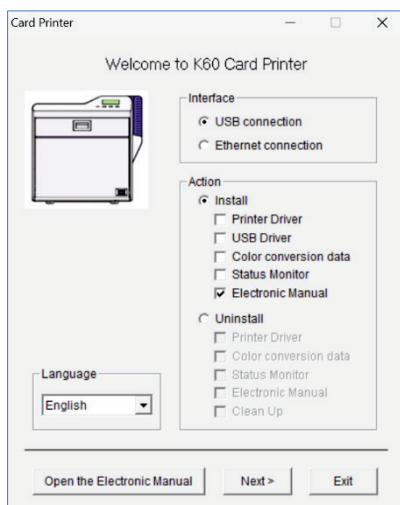 Card Printer
Welcome to K60 Card Printer
Interface
USB connection
Ethernet connection
Action
Install
Printer Driver
USB Driver
Color conversion data
Status Monitor
Electronic Manual
Uninstall
Printer Driver
Color conversion data
Status Monitor
Electronic Manual
Clean Up
Language
English
Open the Electronic Manual
Next >
Exit